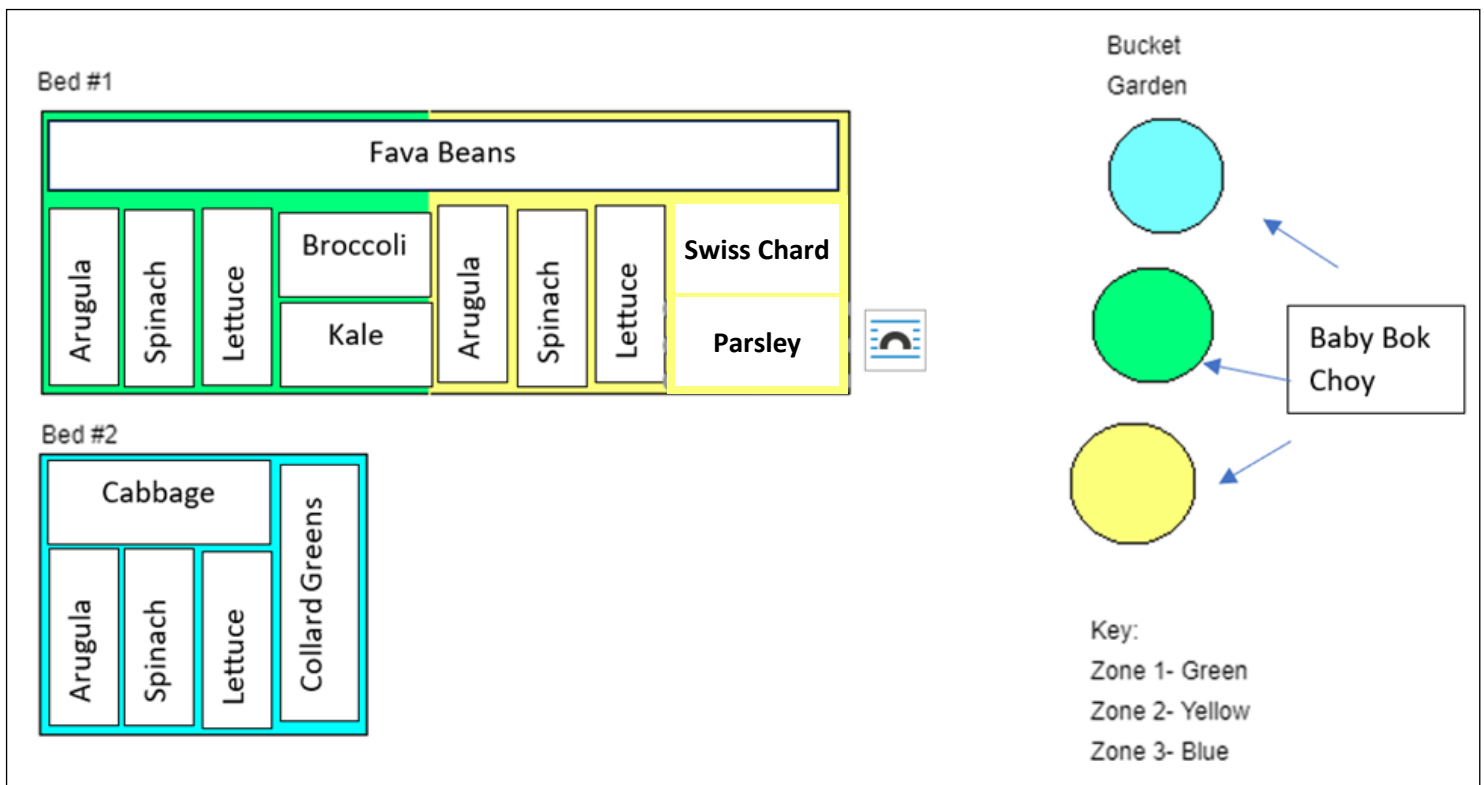 Bucket
Garden
Bed #1
Fava Beans
Arugula
Spinach
Lettuce
Broccoli
Kale
Arugula
Spinach
Lettuce
Swiss Chard
Parsley
Baby Bok
Choy
Bed #2
Cabbage
Arugula
Spinach
Lettuce
Collard Greens
Key:
Zone 1- Green
Zone 2- Yellow
Zone 3- Blue